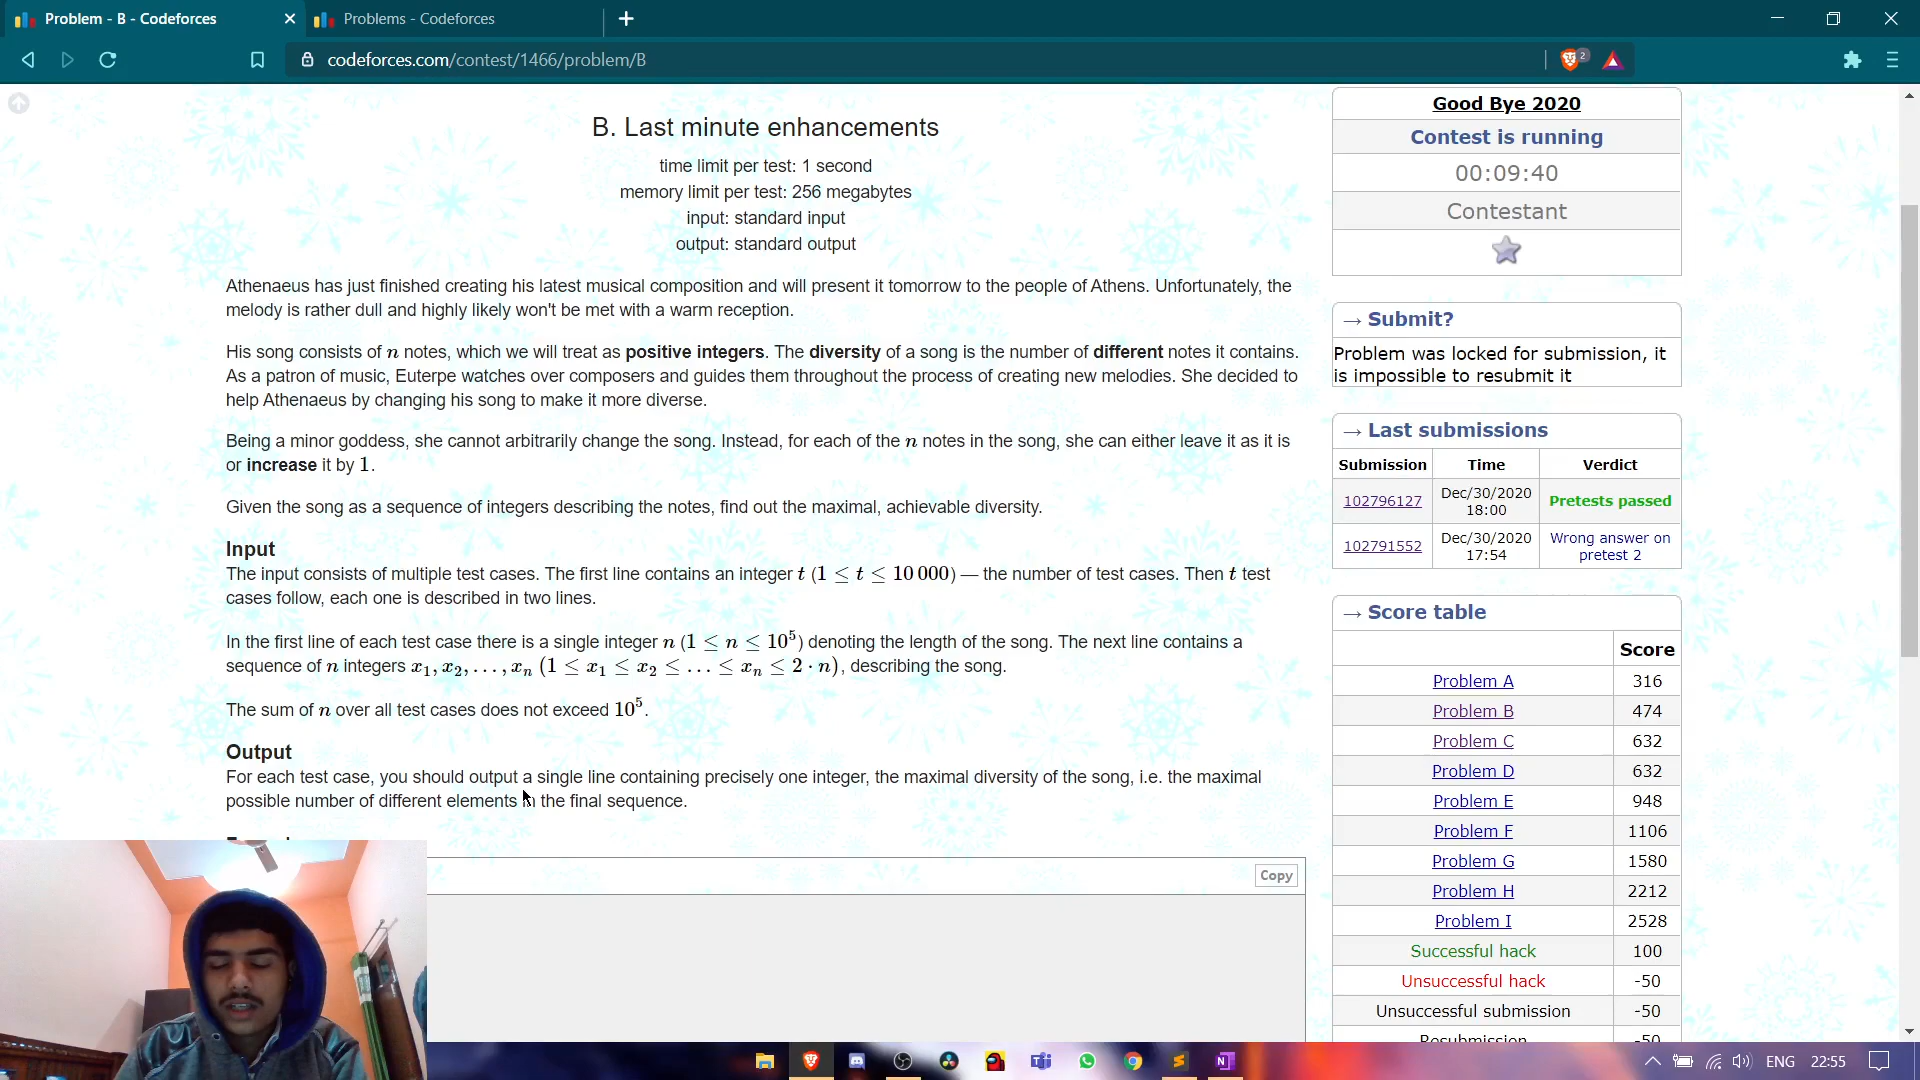 Problem - B - Codeforces
Problems - Codeforces
codeforces.com/contest/1466/problem/B
2
B. Last minute enhancements
time limit per test: 1 second
memory limit per test: 256 megabytes
input: standard input
output: standard output
Athenaeus has just finished creating his latest musical composition and will present it tomorrow to the people of Athens. Unfortunately, the
melody is rather dull and highly likely won't be met with a warm reception.
His song consists of n notes, which we will treat as positive integers. The diversity of a song is the number of different notes it contains.
As a patron of music, Euterpe watches over composers and guides them throughout the process of creating new melodies. She decided to
help Athenaeus by changing his song to make it more diverse.
Being a minor goddess, she cannot arbitrarily change the song. Instead, for each of the n notes in the song, she can either leave it as it is
or increase it by 1.
Given the song as a sequence of integers describing the notes, find out the maximal, achievable diversity.
Input
The input consists of multiple test cases. The first line contains an integer t (1 ≤ t ≤ 10 000) — the number of test cases. Then t test
cases follow, each one is described in two lines.
In the first line of each test case there is a single integer n (1 ≤ n ≤ 10^5) denoting the length of the song. The next line contains a
sequence of n integers x_1, x_2, . . . , x_n (1 ≤ x_1 ≤ x_2 ≤ . . . ≤ x_n ≤ 2 · n), describing the song.
The sum of n over all test cases does not exceed 10^5.
Output
For each test case, you should output a single line containing precisely one integer, the maximal diversity of the song, i.e. the maximal
possible number of different elements in the final sequence.
Copy
Good Bye 2020
Contest is running
00:09:40
Contestant
→ Submit?
Problem was locked for submission, it
is impossible to resubmit it
→ Last submissions
Submission Time Verdict
102796127 Dec/30/2020 18:00 Pretests passed
102791552 Dec/30/2020 17:54 Wrong answer on pretest 2
→ Score table
Score
Problem A 316
Problem B 474
Problem C 632
Problem D 632
Problem E 948
Problem F 1106
Problem G 1580
Problem H 2212
Problem I 2528
Successful hack 100
Unsuccessful hack -50
Unsuccessful submission -50
Resubmission -50
ENG 22:55